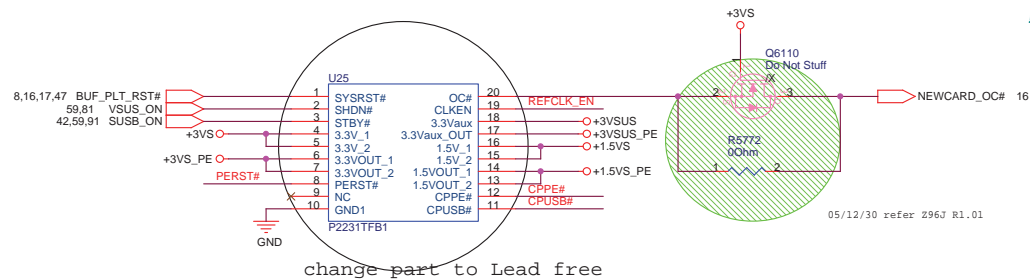 +3VS
Q6110
Do Not Stuff
/X
1
2
3
U25
8,16,17,47 BUF_PLT_RST# 1 SYSRST# OC# 20
59,81 VSUS_ON 2 SHDN# CLKEN 19 REFCLK_EN
42,59,91 SUSB_ON 3 STBY# 3.3Vaux 18 +3VSUS
+3VS 4 3.3V_1 3.3Vaux_OUT 17 +3VSUS_PE
5 3.3V_2 1.5V_1 16 +1.5VS
+3VS_PE 6 3.3VOUT_1 1.5V_2 15
7 3.3VOUT_2 1.5VOUT_1 14 +1.5VS_PE
PERST# 8 PERST# 1.5VOUT_2 13
9 NC CPPE# 12 CPPE#
10 GND1 CPUSB# 11 CPUSB#
GND
P2231TFB1
NEWCARD_OC# 16
R5772
0Ohm
1 2
05/12/30 refer Z96J R1.01
change part to Lead free